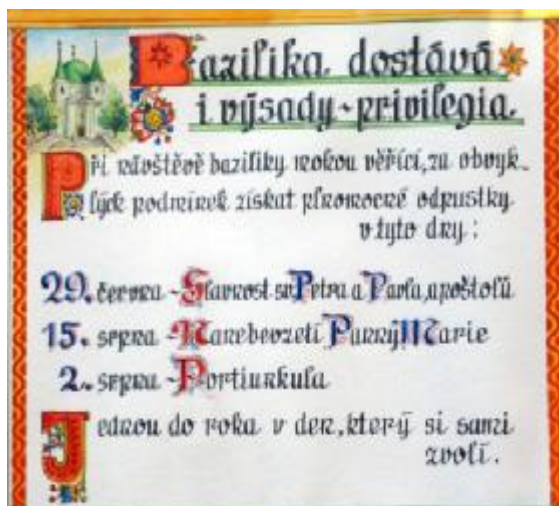 Bazilika dostává
i výsady-privilegia.
Při návštěvě baziliky mohou věřící, za obvyk-
lých podmínek získat plnomocné odpustky
v tyto dny:
29. června - Slavnost sv. Petra a Pavla, apoštolů
15. srpna - Nanebevzetí Panny Marie
2. srpna - Portiunkula
Jednou do roka v den, který si sami
zvolí.